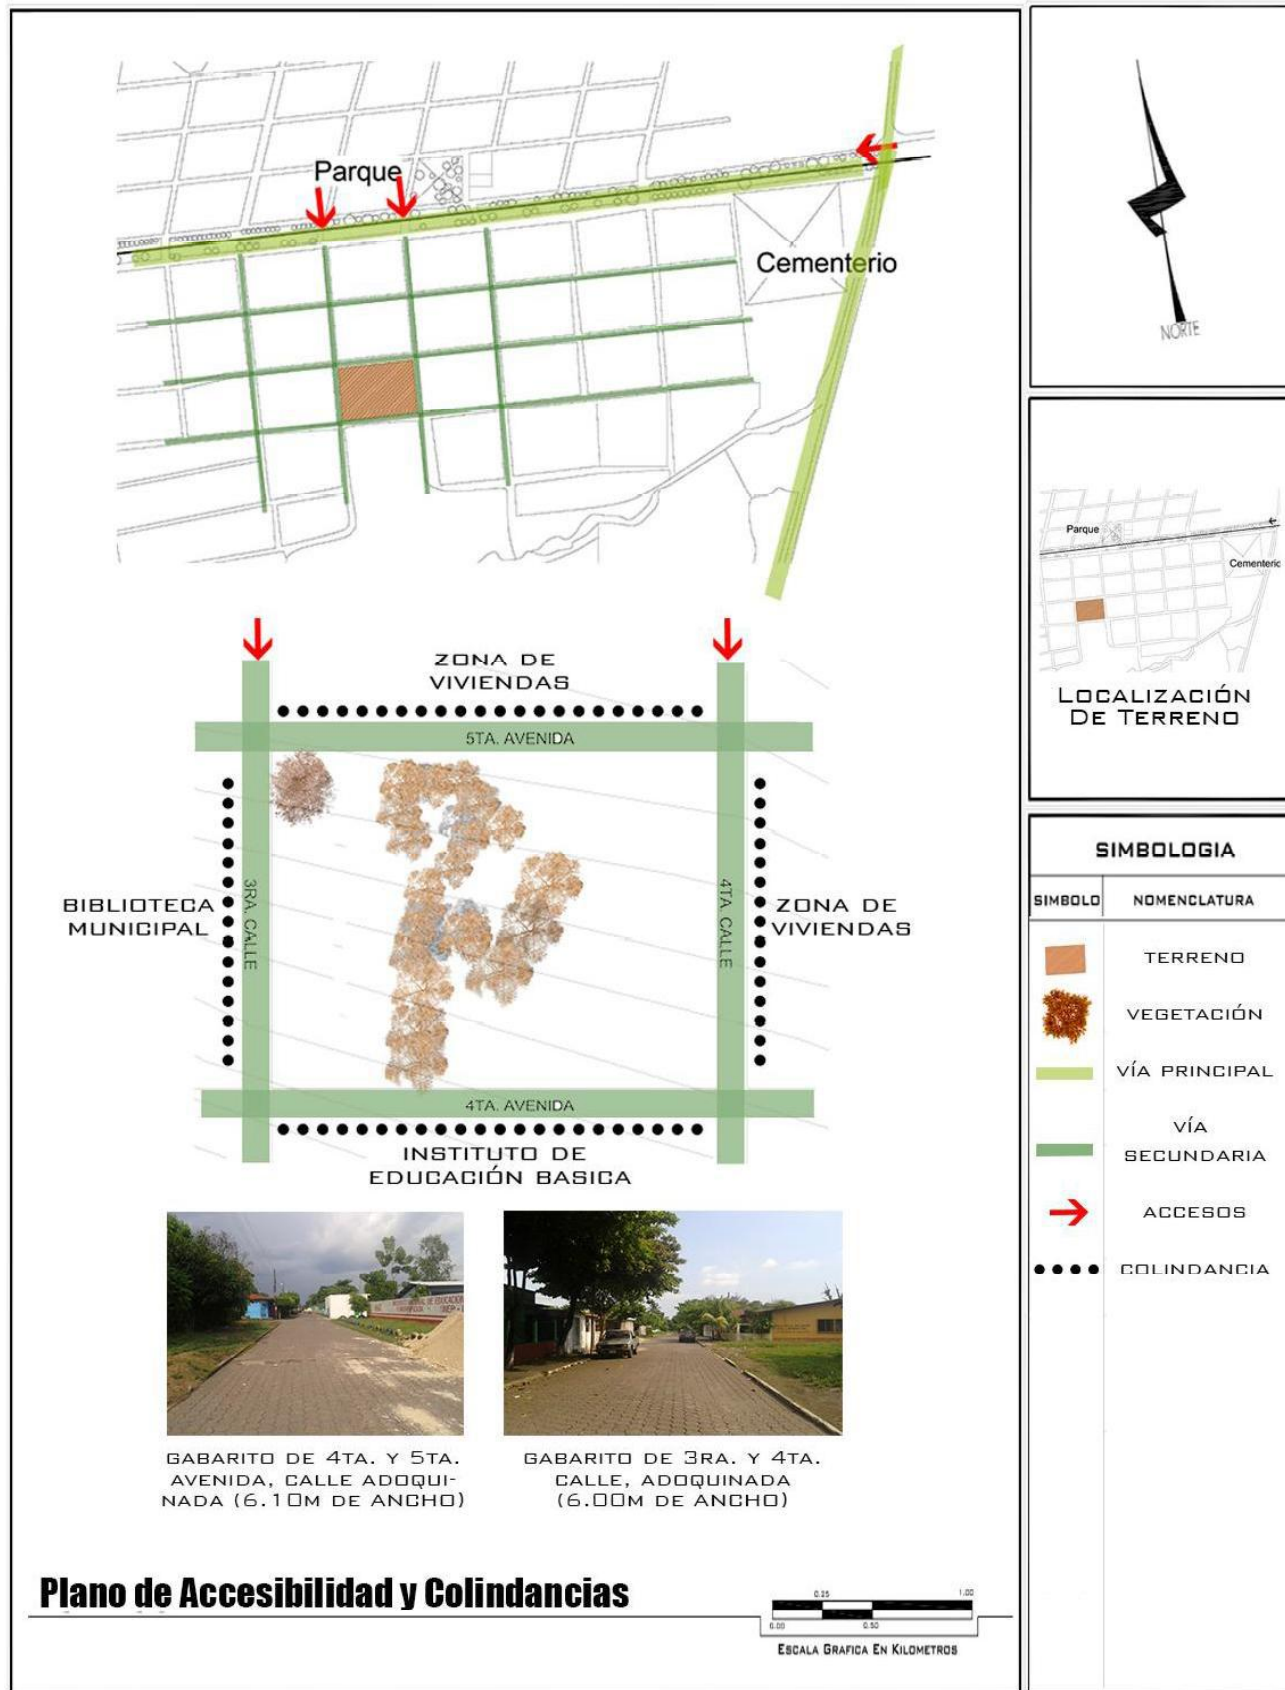 Parque
Cementerio
NORTE
Parque
Cementeric
LOCALIZACIÓN
DE TERRENO
ZONA DE
VIVIENDAS
5TA. AVENIDA
3RA. CALLE
4TA. CALLE
BIBLIOTECA
MUNICIPAL
ZONA DE
VIVIENDAS
4TA. AVENIDA
INSTITUTO DE
EDUCACIÓN BASICA
SIMBOLOGIA
SIMBOLO NOMENCLATURA
TERRENO
VEGETACIÓN
VÍA PRINCIPAL
VÍA
SECUNDARIA
ACCESOS
COLINDANCIA
GABARITO DE 4TA. Y 5TA.
AVENIDA, CALLE ADOQUI-
NADA (6.10M DE ANCHO)
GABARITO DE 3RA. Y 4TA.
CALLE, ADOQUINADA
(6.00M DE ANCHO)
Plano de Accesibilidad y Colindancias
0.25 1.00
0.00 0.50
ESCALA GRAFICA EN KILOMETROS